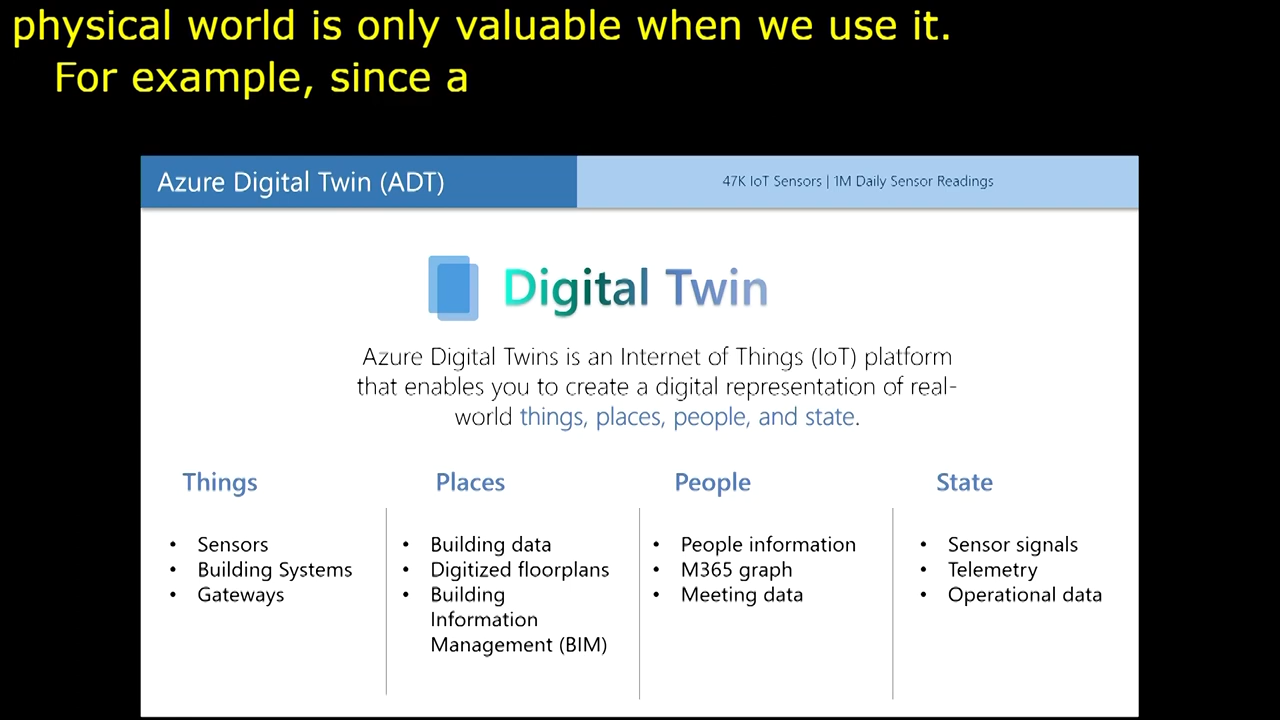 physical world is only valuable when we use it.
For example, since a
Azure Digital Twin (ADT)
47K IoT Sensors | 1M Daily Sensor Readings
Digital Twin
Azure Digital Twins is an Internet of Things (IoT) platform
that enables you to create a digital representation of real-
world things, places, people, and state.
Things
• Sensors
• Building Systems
• Gateways
Places
• Building data
• Digitized floorplans
• Building
Information
Management (BIM)
People
• People information
• M365 graph
• Meeting data
State
• Sensor signals
• Telemetry
• Operational data